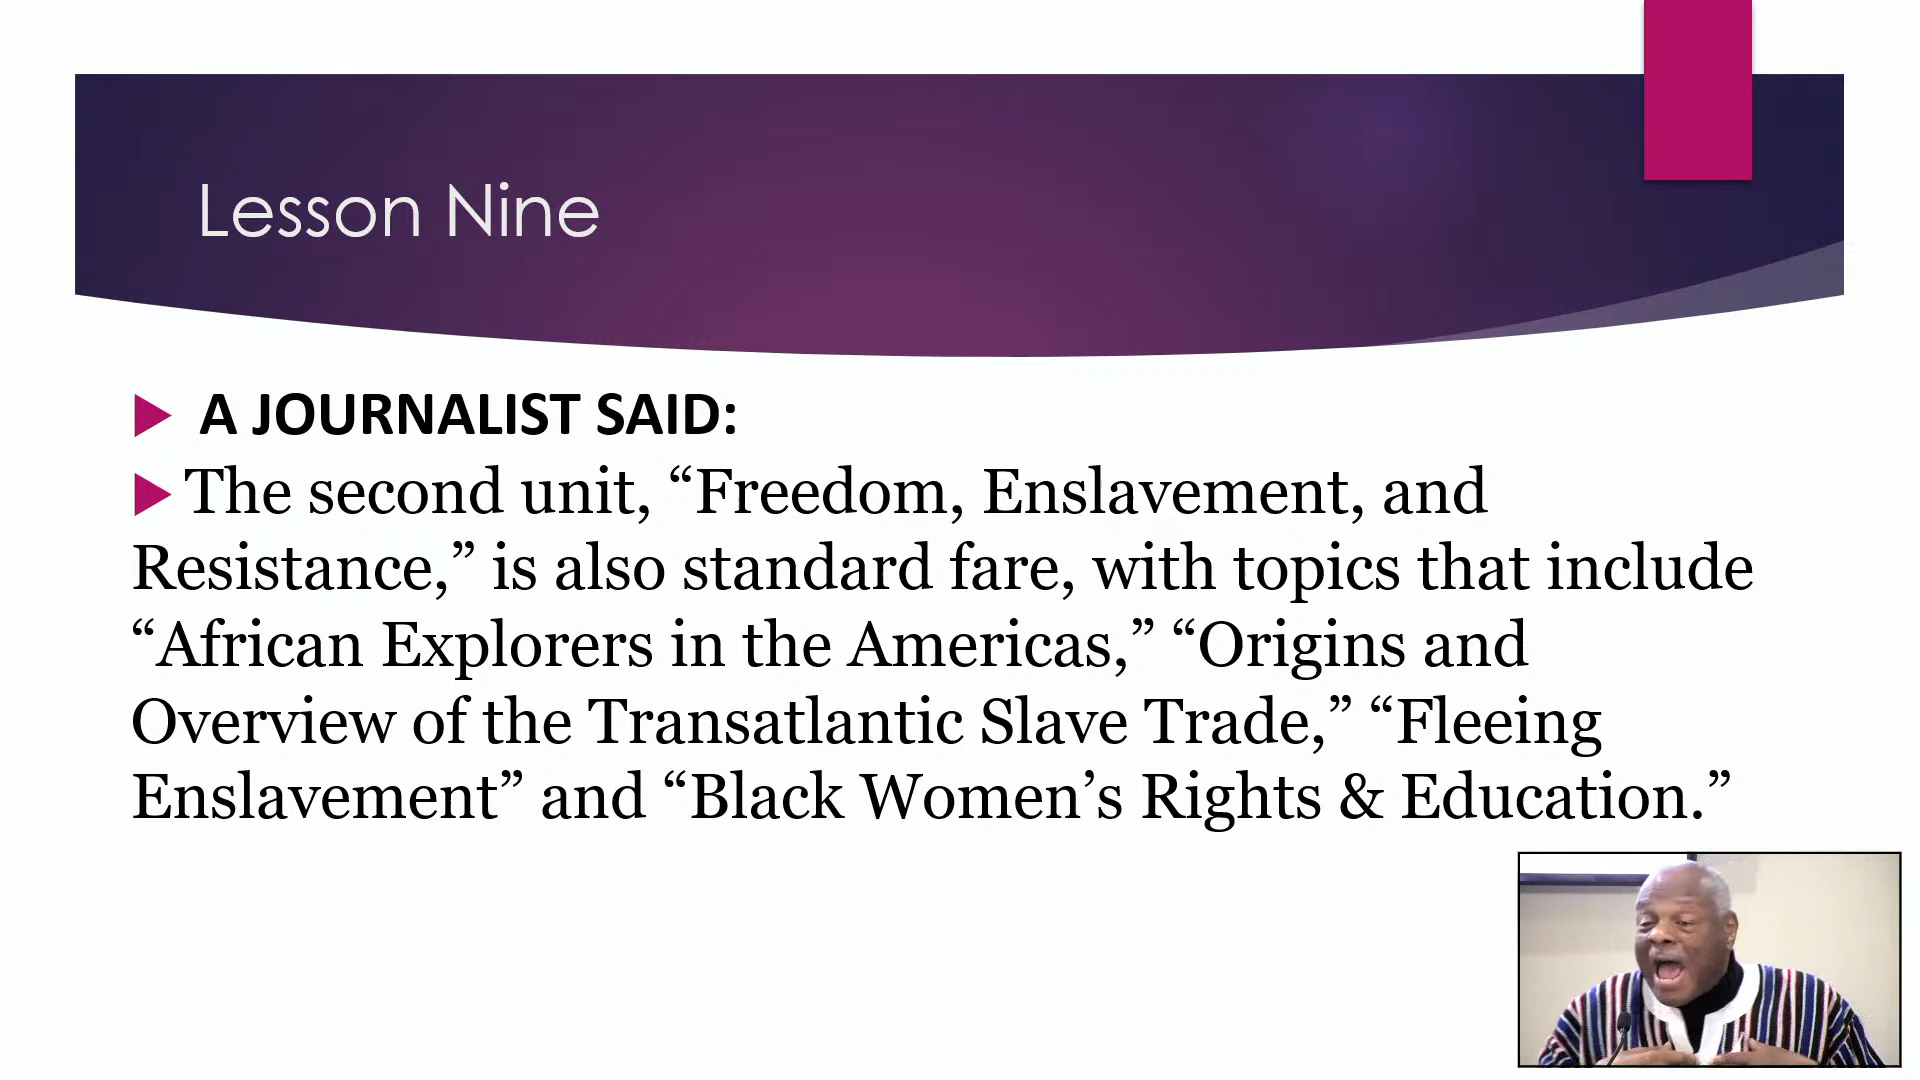 Lesson Nine
A JOURNALIST SAID:
The second unit, “Freedom, Enslavement, and
Resistance,” is also standard fare, with topics that include
“African Explorers in the Americas,” “Origins and
Overview of the Transatlantic Slave Trade,” “Fleeing
Enslavement” and “Black Women’s Rights & Education.”